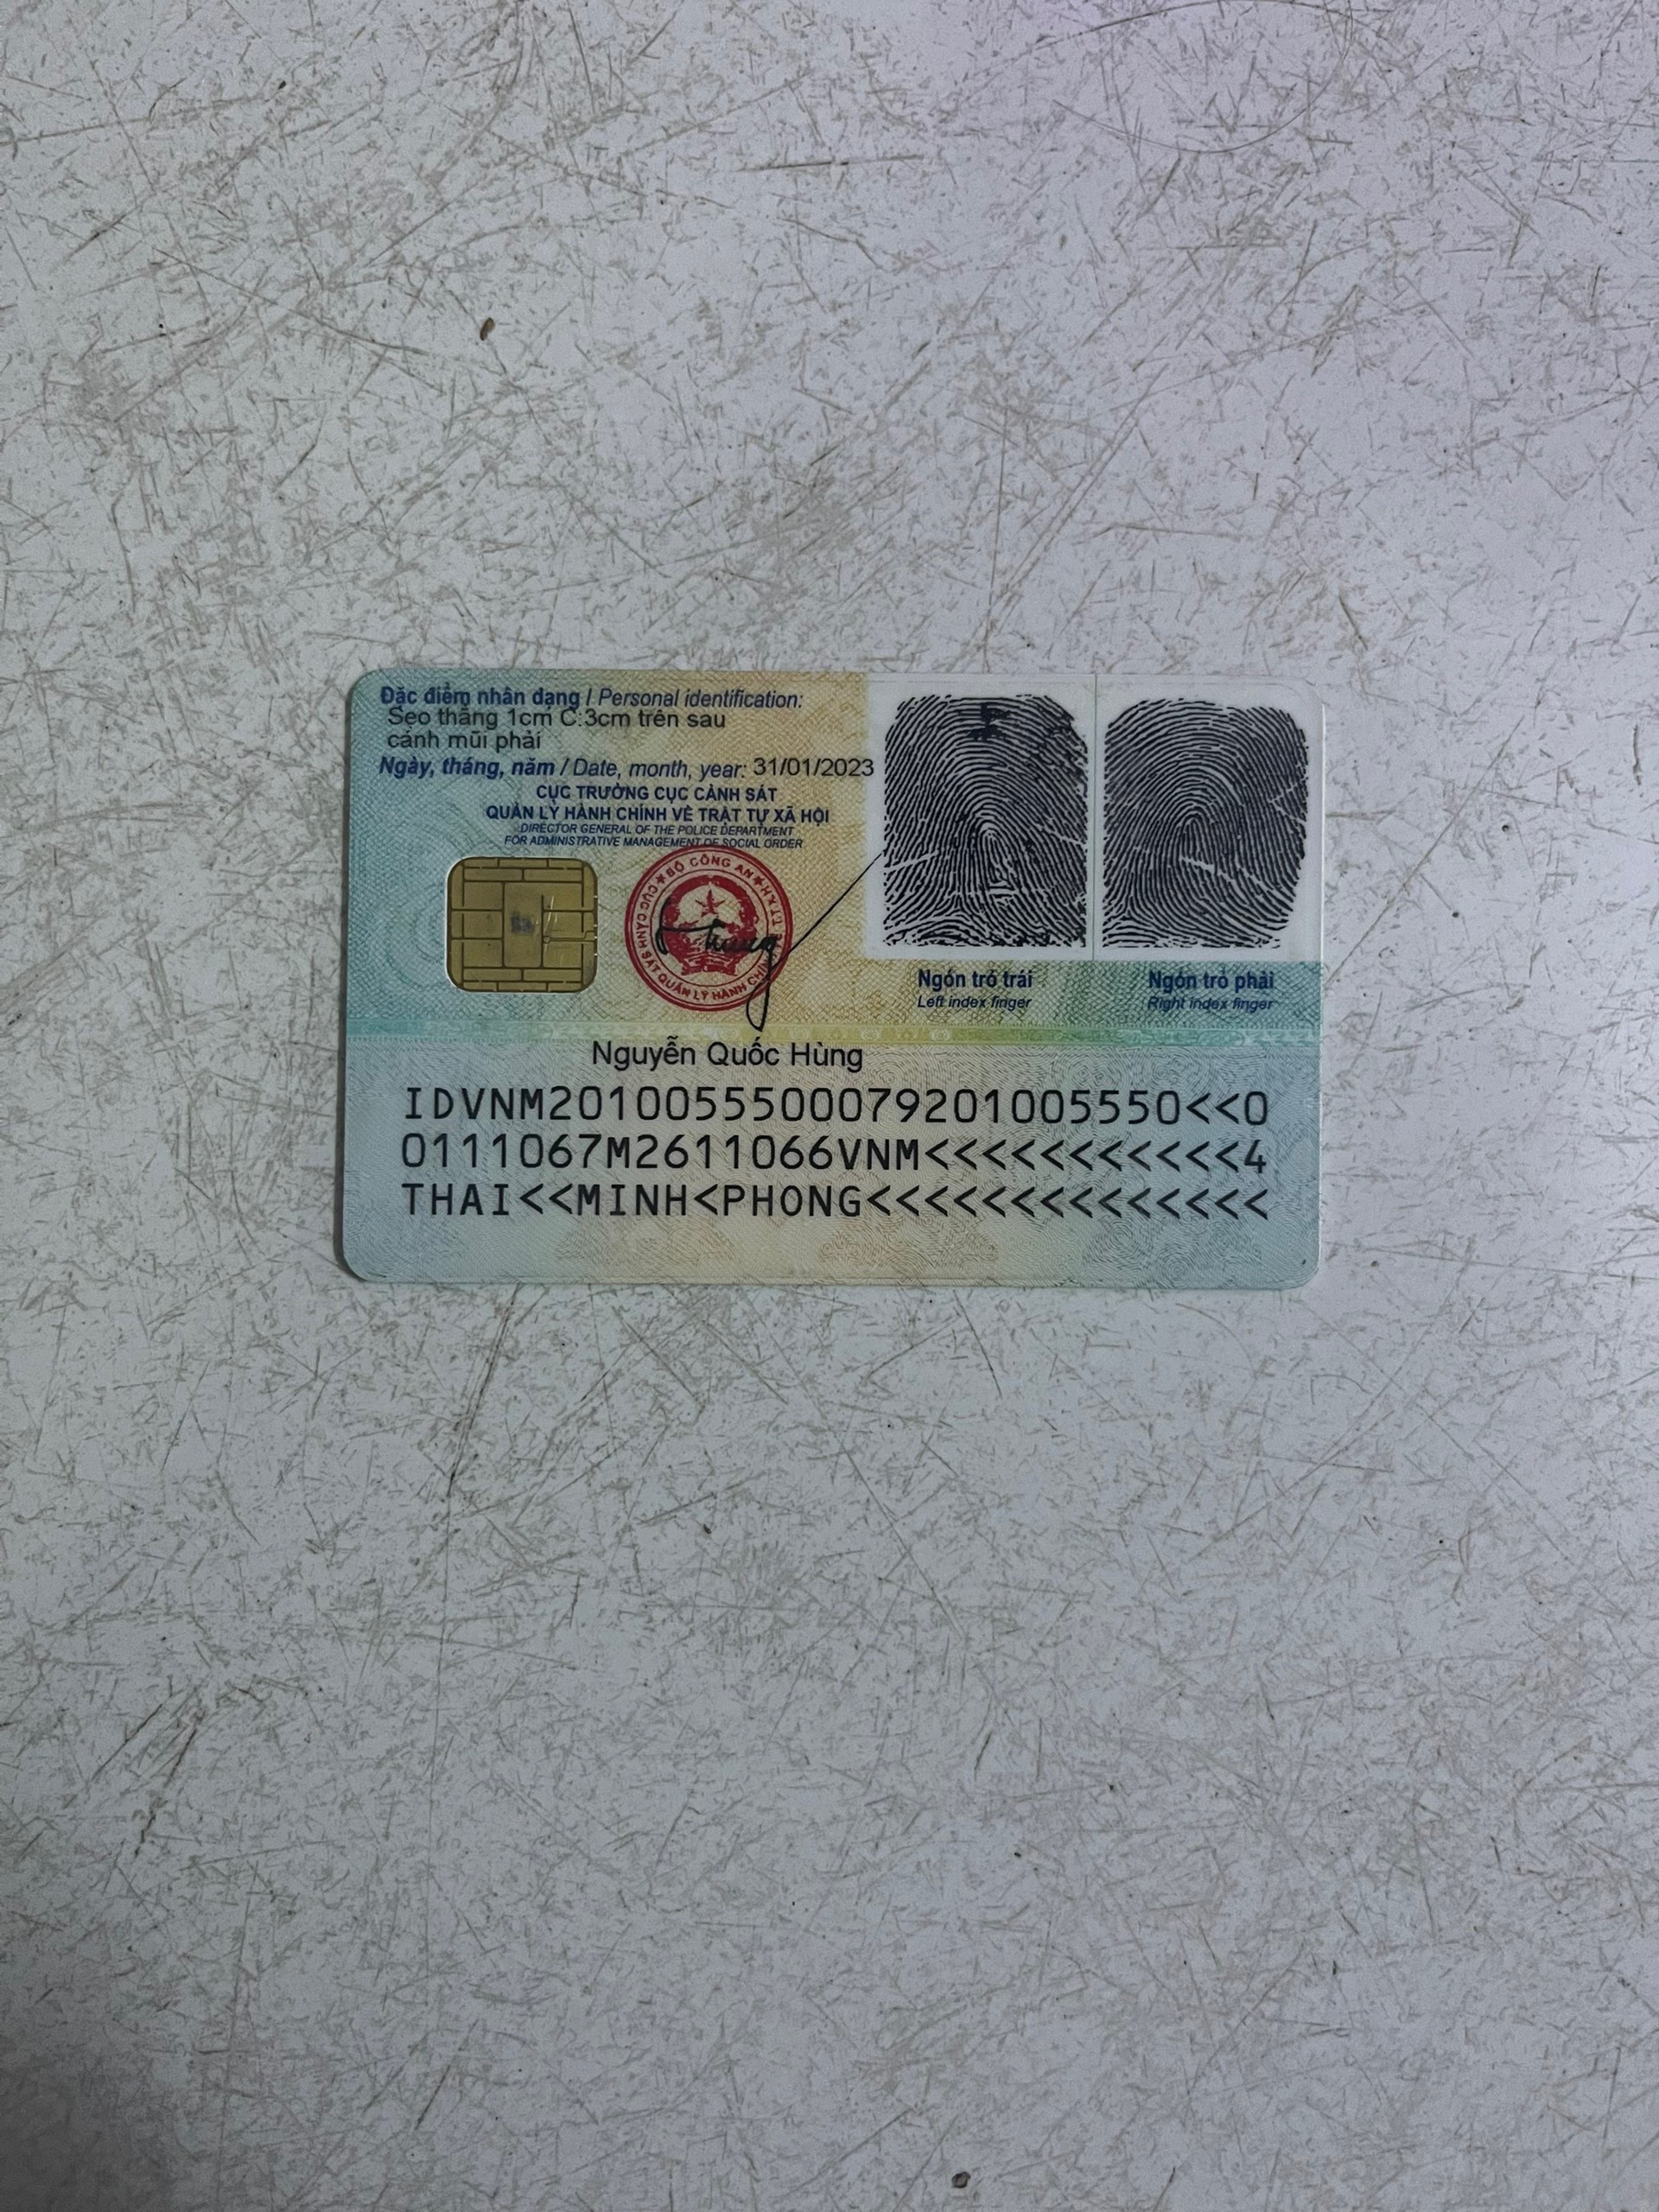 Đặc điểm nhân dạng / Personal identification:
Sẹo thẳng 1cm C:3cm trên sau
cánh mũi phải
Ngày, tháng, năm / Date, month, year: 31/01/2023
CỤC TRƯỞNG CỤC CẢNH SÁT
QUẢN LÝ HÀNH CHÍNH VỀ TRẬT TỰ XÃ HỘI
DIRECTOR GENERAL OF THE POLICE DEPARTMENT
FOR ADMINISTRATIVE MANAGEMENT OF SOCIAL ORDER
BỘ CÔNG AN
CỤC CẢNH SÁT QUẢN LÝ HÀNH CHÍNH
Ngón trỏ trái
Left index finger
Ngón trỏ phải
Right index finger
Nguyễn Quốc Hùng
IDVNM2010055500079201005550<<0
0111067M2611066VNM<<<<<<<<<<<4
THAI<<MINH<PHONG<<<<<<<<<<<<<<